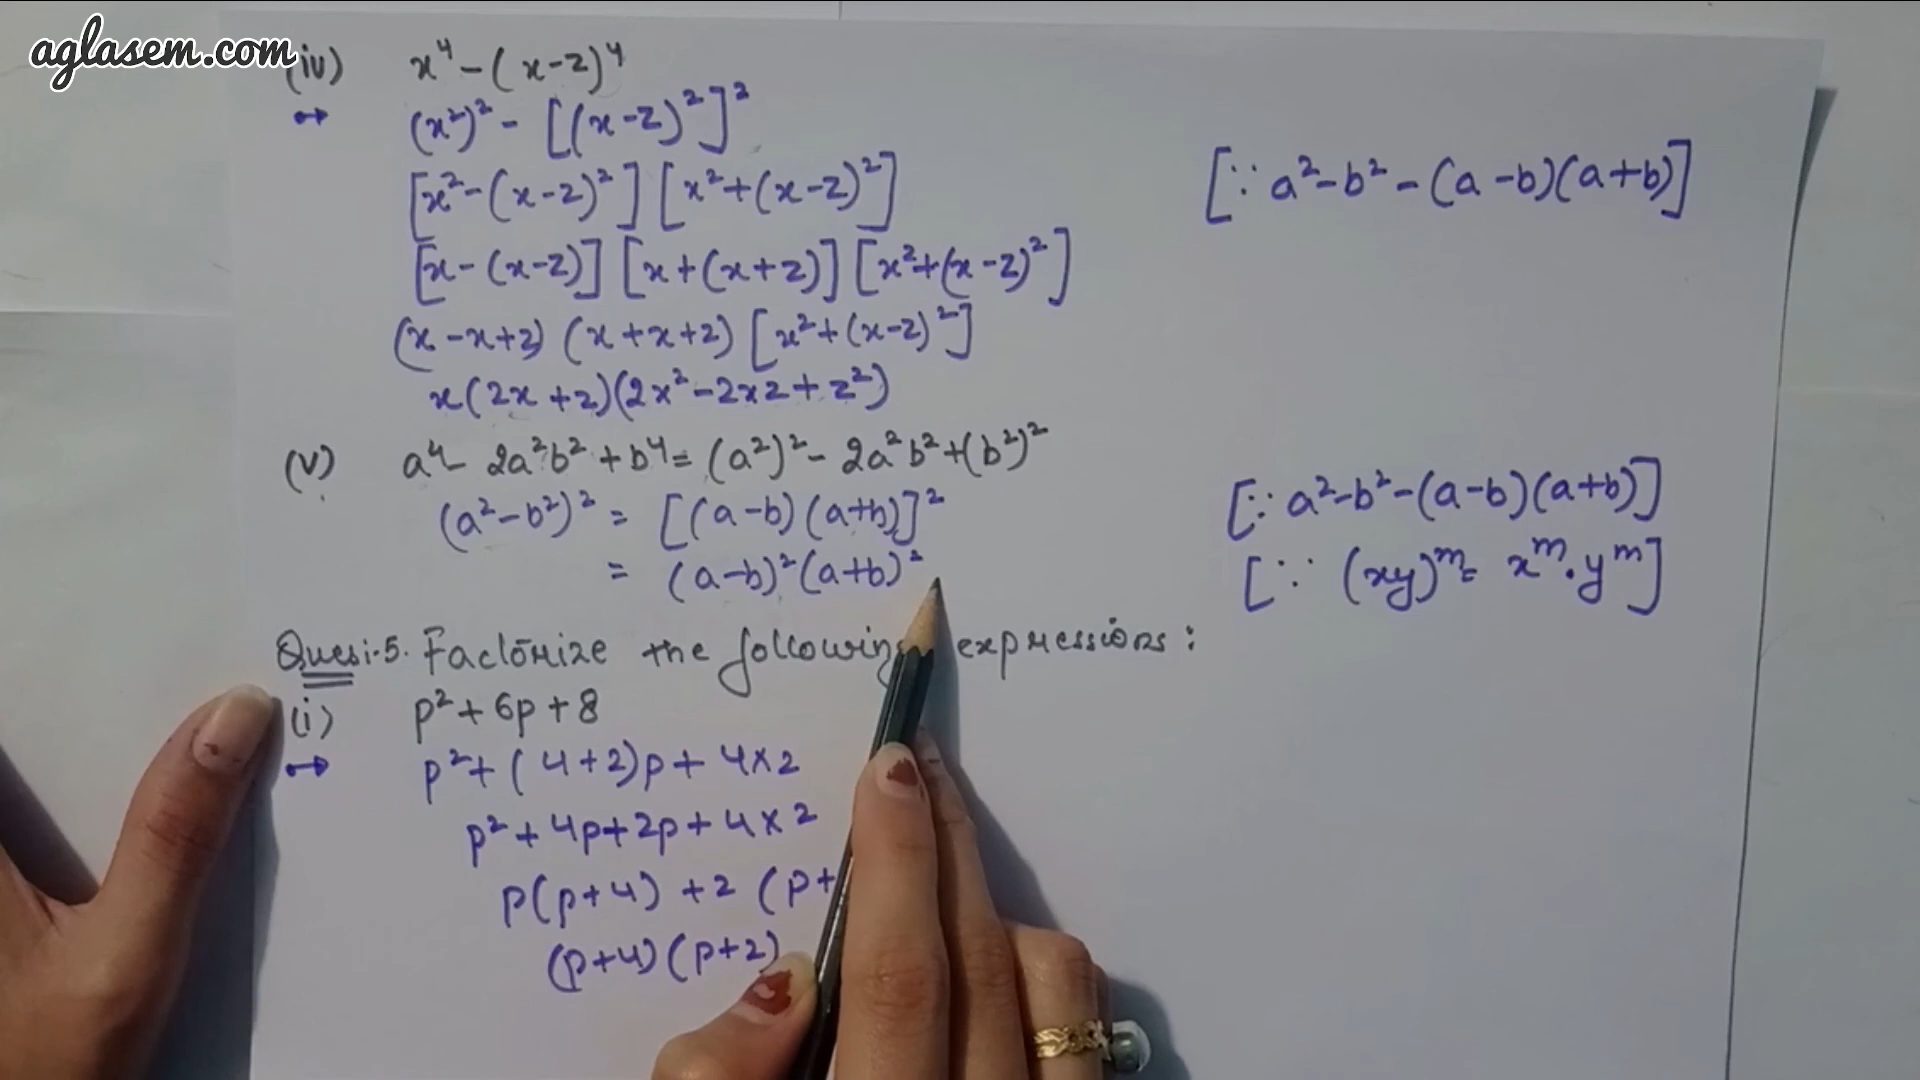 aglasem.com
(iv) x⁴ - (x-z)⁴
↦ (x²)² - [(x-z)²]²
[x² - (x-z)²] [x² + (x-z)²]
[∵ a² - b² - (a-b)(a+b)]
[x - (x-z)] [x + (x+z)] [x² + (x-z)²]
(x - x + z) (x + x + z) [x² + (x-z)²]
x(2x + z)(2x² - 2xz + z²)
(v) a⁴ - 2a²b² + b⁴ = (a²)² - 2a²b² + (b²)²
(a² - b²)² = [(a-b)(a+b)]²
[∵ a² - b² - (a-b)(a+b)]
= (a-b)²(a+b)²
[∵ (xy)ᵐ = xᵐ·yᵐ]
Ques:-5. Factorize the following expressions:
(i) p² + 6p + 8
↦ p² + (4+2)p + 4×2
p² + 4p + 2p + 4×2
p(p+4) + 2 (p+
(p+4)(p+2)